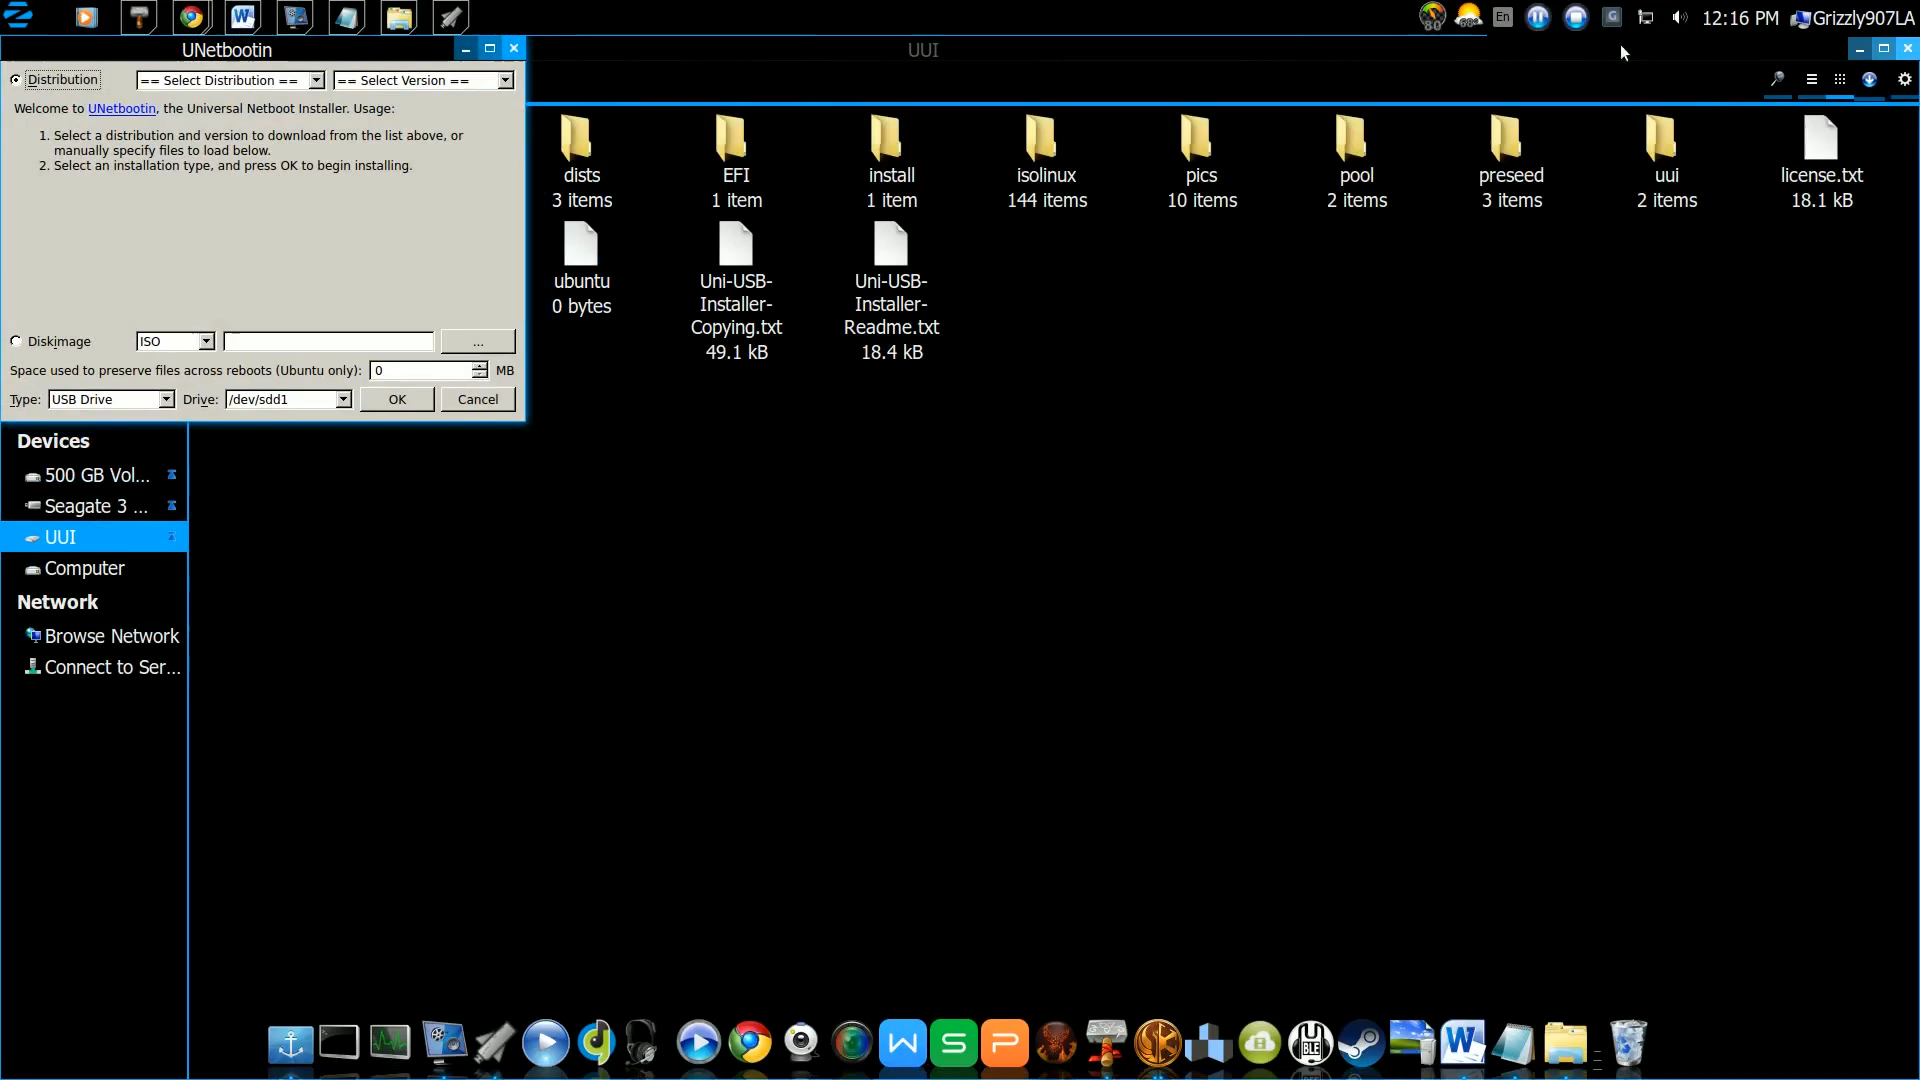 En
12:16 PM
Grizzly907LA
UNetbootin
UUI
Distribution
== Select Distribution ==
== Select Version ==
Welcome to UNetbootin, the Universal Netboot Installer. Usage:
1. Select a distribution and version to download from the list above, or
manually specify files to load below.
2. Select an installation type, and press OK to begin installing.
Diskimage
ISO
...
Space used to preserve files across reboots (Ubuntu only):
0
MB
Type:
USB Drive
Drive:
/dev/sdd1
OK
Cancel
dists
3 items
EFI
1 item
install
1 item
isolinux
144 items
pics
10 items
pool
2 items
preseed
3 items
uui
2 items
license.txt
18.1 kB
ubuntu
0 bytes
Uni-USB-
Installer-
Copying.txt
49.1 kB
Uni-USB-
Installer-
Readme.txt
18.4 kB
Devices
500 GB Vol...
Seagate 3 ...
UUI
Computer
Network
Browse Network
Connect to Ser...